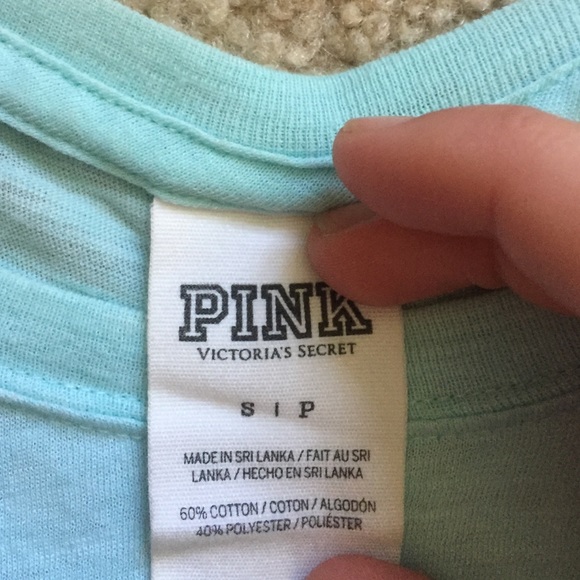 PINK
VICTORIA'S SECRET
S | P
MADE IN SRI LANKA / FAIT AU SRI
LANKA / HECHO EN SRI LANKA
60% COTTON / COTON / ALGODÓN
40% POLYESTER / POLIÉSTER